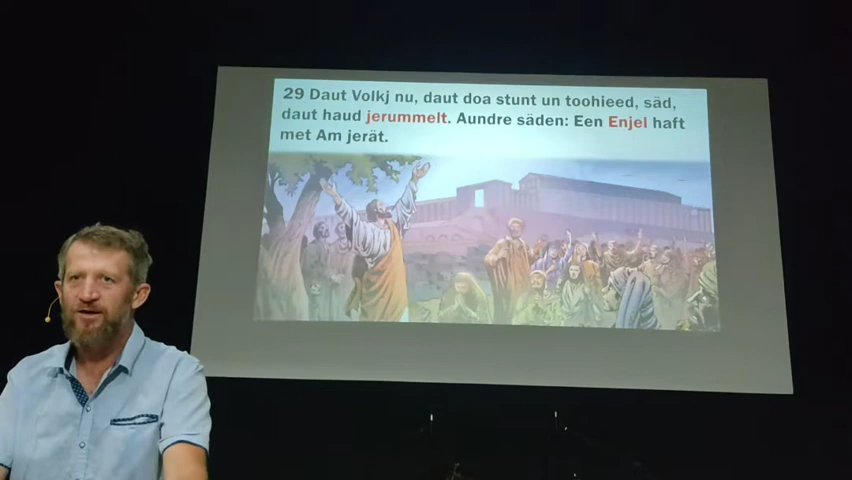 29 Daut Volkj nu, daut doa stunt un toohieed, säd,
daut haud jerummelt. Aundre säden: Een Enjel haft
met Am jerät.